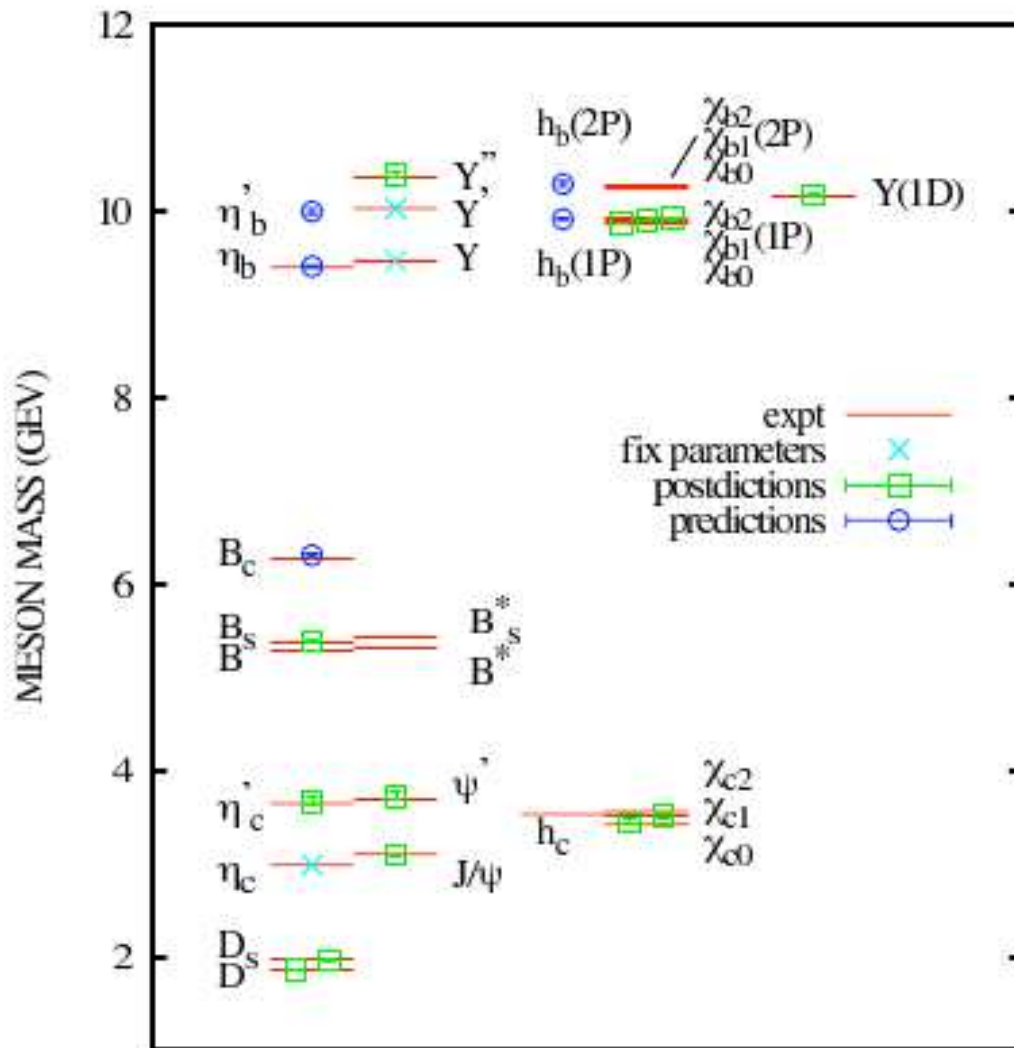 MESON MASS (GEV)
12
10
8
6
4
2
η'b
ηb
Υ''
Υ'
Υ
hb(2P)
hb(1P)
χb2
χb1(2P)
χb0
χb2
χb1(1P)
χb0
Υ(1D)
expt
fix parameters
postdictions
predictions
Bc
Bs
B
B*s
B*
η'c
ηc
ψ'
J/ψ
hc
χc2
χc1
χc0
Ds
D